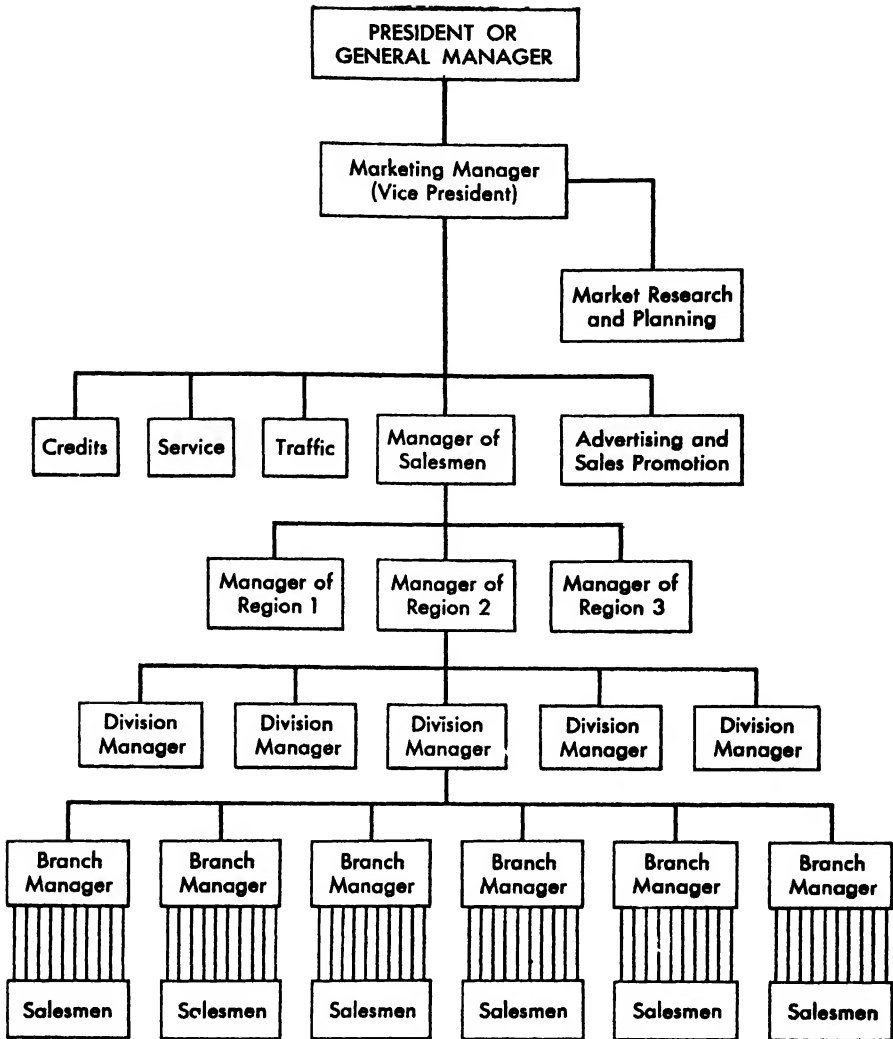 PRESIDENT OR
GENERAL MANAGER
Marketing Manager
(Vice President)
Market Research
and Planning
Credits
Service
Traffic
Manager of
Salesmen
Advertising and
Sales Promotion
Manager of
Region 1
Manager of
Region 2
Manager of
Region 3
Division
Manager
Division
Manager
Division
Manager
Division
Manager
Division
Manager
Branch
Manager
Branch
Manager
Branch
Manager
Branch
Manager
Branch
Manager
Branch
Manager
Salesmen
Salesmen
Salesmen
Salesmen
Salesmen
Salesmen